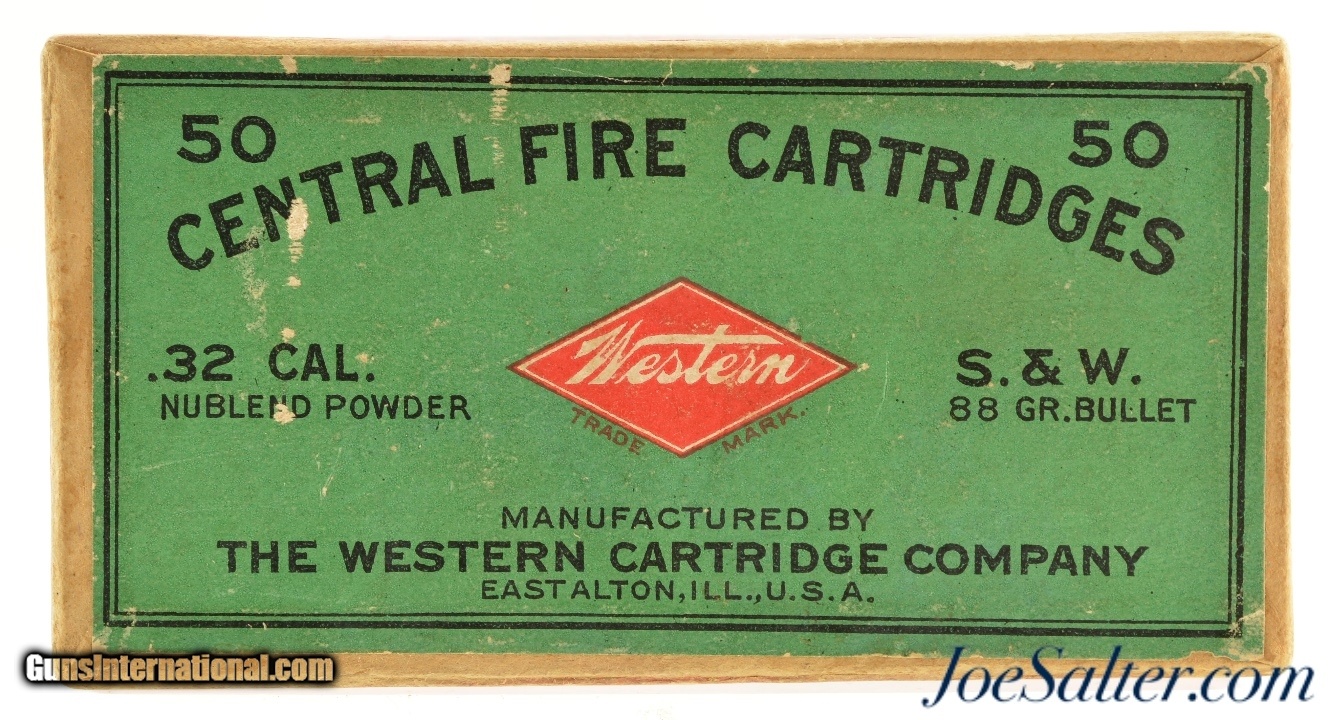 50 50
CENTRAL FIRE CARTRIDGES
Western
TRADE MARK.
.32 CAL.
NUBLEND POWDER
S. & W.
88 GR. BULLET
MANUFACTURED BY
THE WESTERN CARTRIDGE COMPANY
EAST ALTON, ILL., U.S.A.
GunsInternational.com
JoeSalter.com